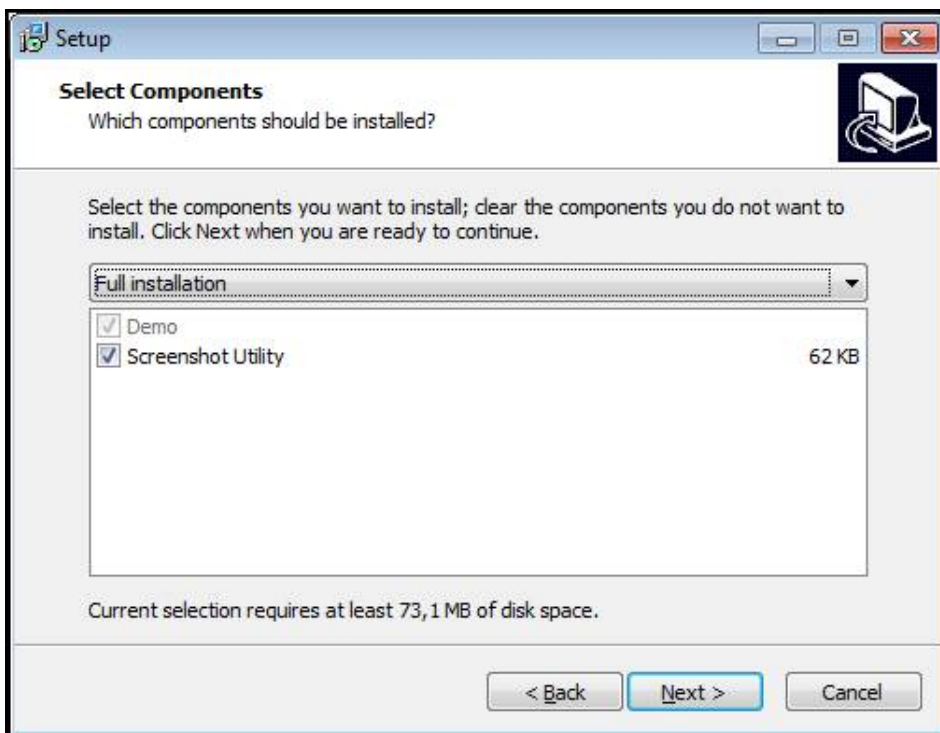 Setup
Select Components
Which components should be installed?
Select the components you want to install; clear the components you do not want to
install. Click Next when you are ready to continue.
Full installation
Demo
Screenshot Utility 62 KB
Current selection requires at least 73,1 MB of disk space.
< Back Next > Cancel